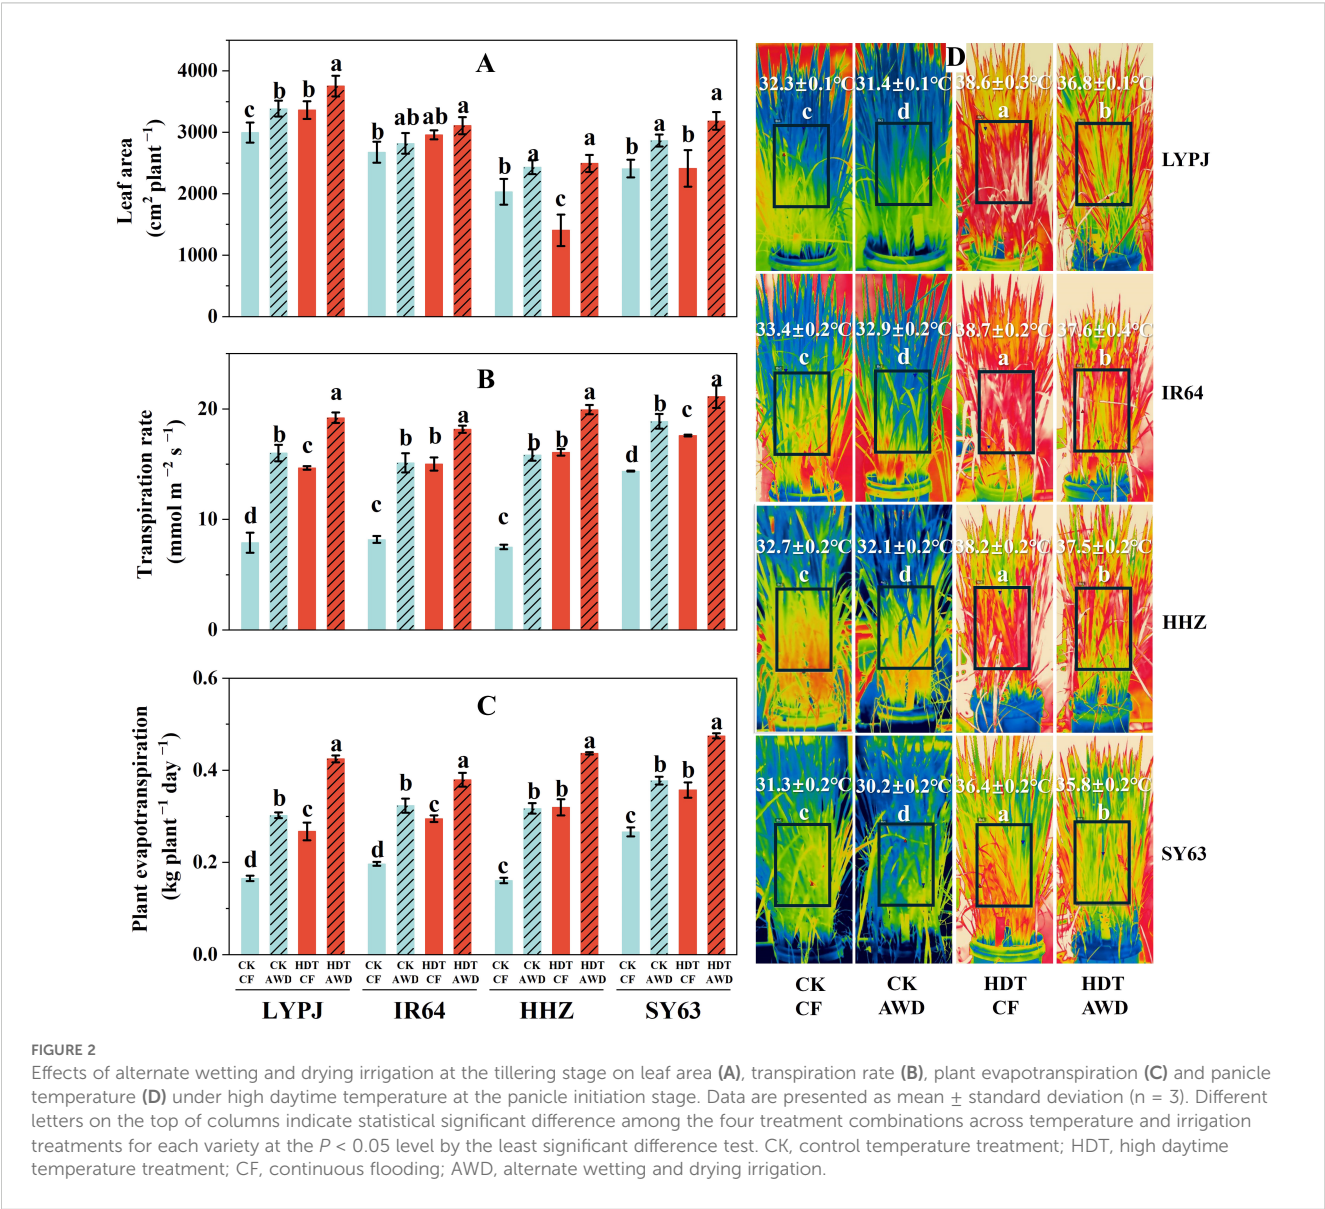 A
Leaf area
(cm² plant⁻¹)
4000
3000
2000
1000
0
c b b a
b ab ab a
b a c a
b a b a
B
Transpiration rate
(mmol m⁻² s⁻¹)
20
10
0
d b c a
c b b a
c b b a
d b c a
C
Plant evapotranspiration
(kg plant⁻¹ day⁻¹)
0.6
0.4
0.2
0.0
d b c a
d b c a
c b b a
c b b a
CK CK HDT HDT CK CK HDT HDT CK CK HDT HDT CK CK HDT HDT
CF AWD CF AWD CF AWD CF AWD CF AWD CF AWD CF AWD CF AWD
LYPJ IR64 HHZ SY63
D
32.3±0.1°C 31.4±0.1°C 38.6±0.3°C 36.8±0.1°C
c d a b
LYPJ
33.4±0.2°C 32.9±0.2°C 38.7±0.2°C 37.6±0.4°C
c d a b
IR64
32.7±0.2°C 32.1±0.2°C 38.2±0.2°C 37.5±0.2°C
c d a b
HHZ
31.3±0.2°C 30.2±0.2°C 36.4±0.2°C 35.8±0.2°C
c d a b
SY63
CK CK HDT HDT
CF AWD CF AWD
FIGURE 2
Effects of alternate wetting and drying irrigation at the tillering stage on leaf area (A), transpiration rate (B), plant evapotranspiration (C) and panicle
temperature (D) under high daytime temperature at the panicle initiation stage. Data are presented as mean ± standard deviation (n = 3). Different
letters on the top of columns indicate statistical significant difference among the four treatment combinations across temperature and irrigation
treatments for each variety at the P < 0.05 level by the least significant difference test. CK, control temperature treatment; HDT, high daytime
temperature treatment; CF, continuous flooding; AWD, alternate wetting and drying irrigation.